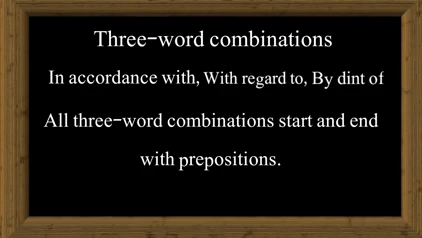 Three-word combinations
In accordance with, With regard to, By dint of
All three-word combinations start and end
with prepositions.